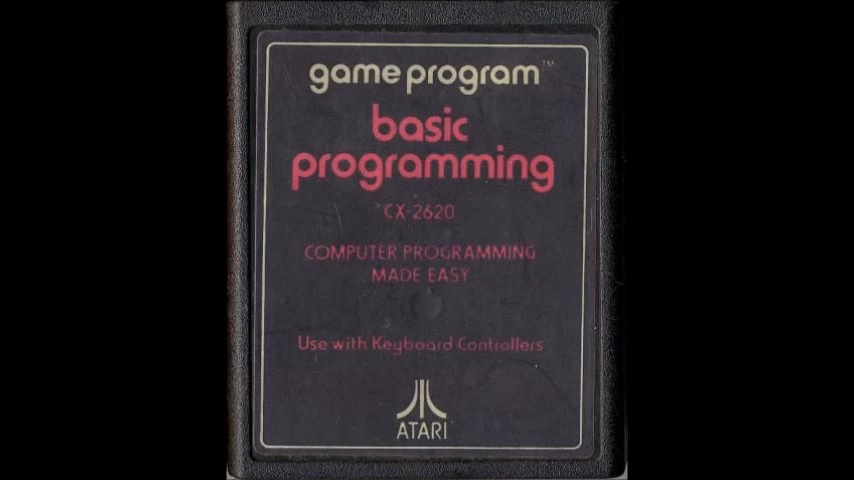 game program™
basic
programming
CX-2620
COMPUTER PROGRAMMING
MADE EASY
Use with Keyboard Controllers
ATARI